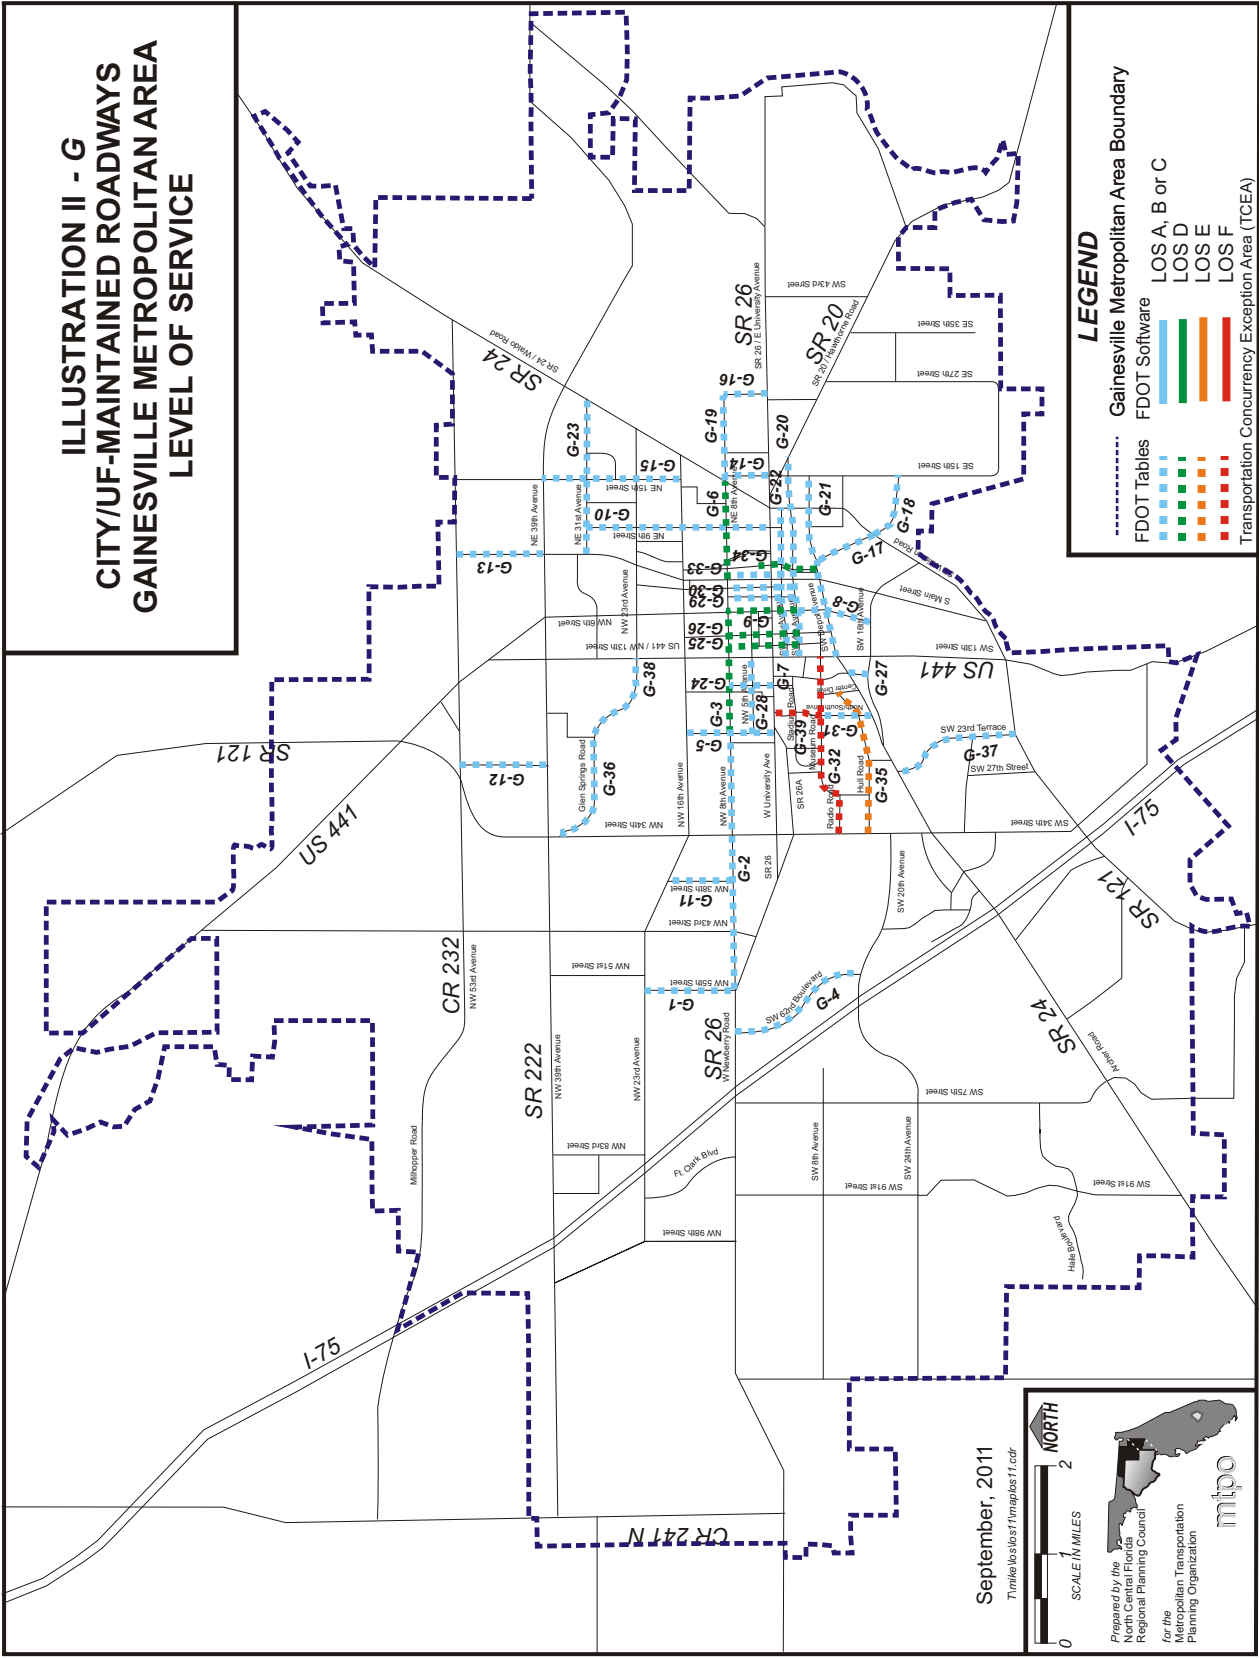 ILLUSTRATION II - G
CITY/UF-MAINTAINED ROADWAYS
GAINESVILLE METROPOLITAN AREA
LEVEL OF SERVICE
LEGEND
Gainesville Metropolitan Area Boundary
FDOT Tables
FDOT Software
LOS A, B or C
LOS D
LOS E
LOS F
Transportation Concurrency Exception Area (TCEA)
SR 121
US 441
I-75
CR 232
NW 53rd Avenue
Millhopper Road
SR 222
NW 39th Avenue
NE 39th Avenue
SR 24
SR 24 / Waldo Road
SR 26
SR 26 / E University Avenue
SR 20
SR 20 / Hawthorne Road
SW 43rd Street
SE 35th Street
SE 27th Street
SE 15th Street
G-16
G-19
G-20
G-14
G-22
G-21
G-18
G-17
G-23
G-15
NE 15th Street
NE 31st Avenue
G-10
NE 9th Street
G-6
NE 8th Avenue
G-13
G-33
G-34
G-30
G-29
G-26
G-25
G-9
G-8
NW 23rd Avenue
NW 6th Street
US 441 / NW 13th Street
S Main Street
SW 16th Avenue
SW Depot Avenue
SW 13th Street
US 441
G-38
G-24
G-3
NW 5th Avenue
G-28
G-7
G-27
Center Drive
North/South Drive
Stadium Road
Museum Road
G-39
G-31
G-32
Hull Road
G-35
Radio Road
G-5
G-12
G-36
Glen Springs Road
NW 34th Street
NW 16th Avenue
NW 8th Avenue
W University Ave
SR 26A
SR 26
SW 23rd Terrace
G-37
SW 27th Street
SW 34th Street
I-75
G-2
NW 38th Street
G-11
NW 43rd Street
SW 20th Avenue
SR 121
NW 51st Street
NW 55th Street
G-1
SW 62nd Boulevard
G-4
SR 26
W Newberry Road
SR 24
Archer Road
NW 23rd Avenue
NW 83rd Street
Ft. Clark Blvd
NW 98th Street
SW 75th Street
SW 8th Avenue
SW 24th Avenue
SW 91st Street
SW 91st Street
Haile Boulevard
CR 241 N
September, 2011
T:\mike\los\los11\maplos11.cdr
NORTH
0 1 2
SCALE IN MILES
Prepared by the
North Central Florida
Regional Planning Council
for the
Metropolitan Transportation
Planning Organization
mtpo